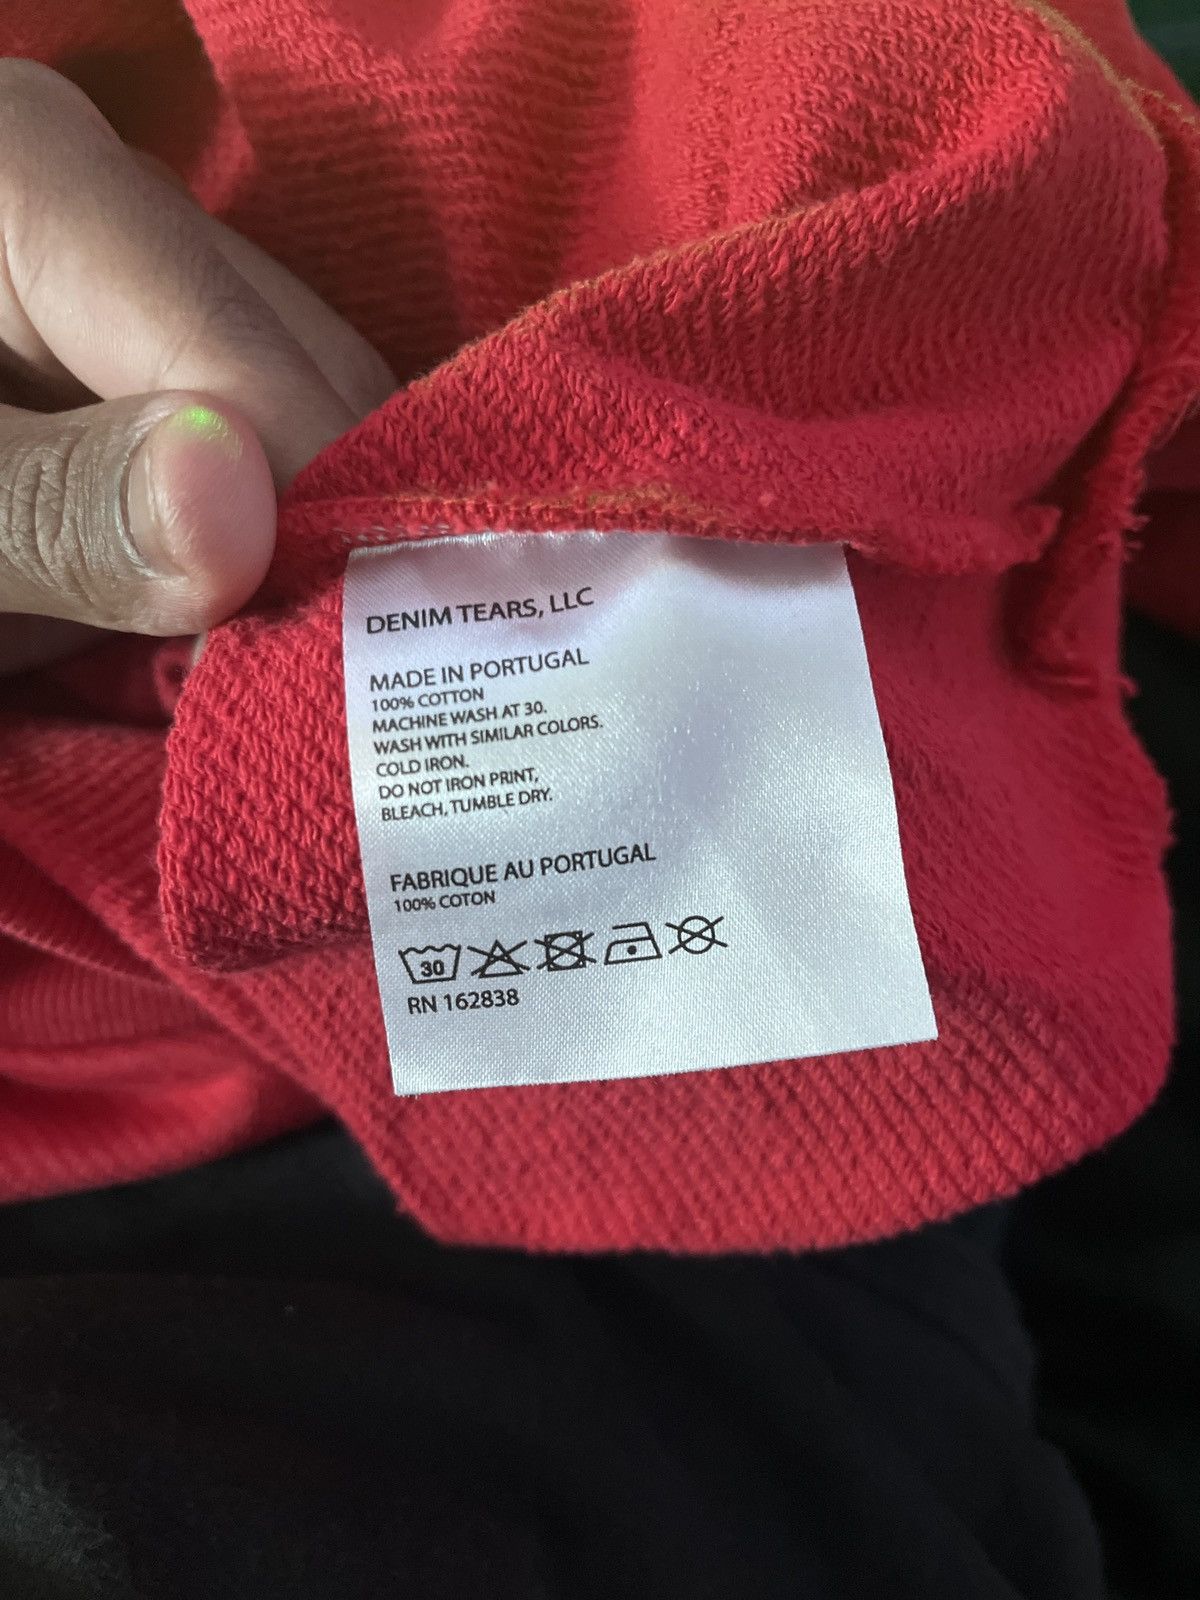 DENIM TEARS, LLC
MADE IN PORTUGAL
100% COTTON
MACHINE WASH AT 30.
WASH WITH SIMILAR COLORS.
COLD IRON.
DO NOT IRON PRINT,
BLEACH, TUMBLE DRY.
FABRIQUE AU PORTUGAL
100% COTON
30
RN 162838